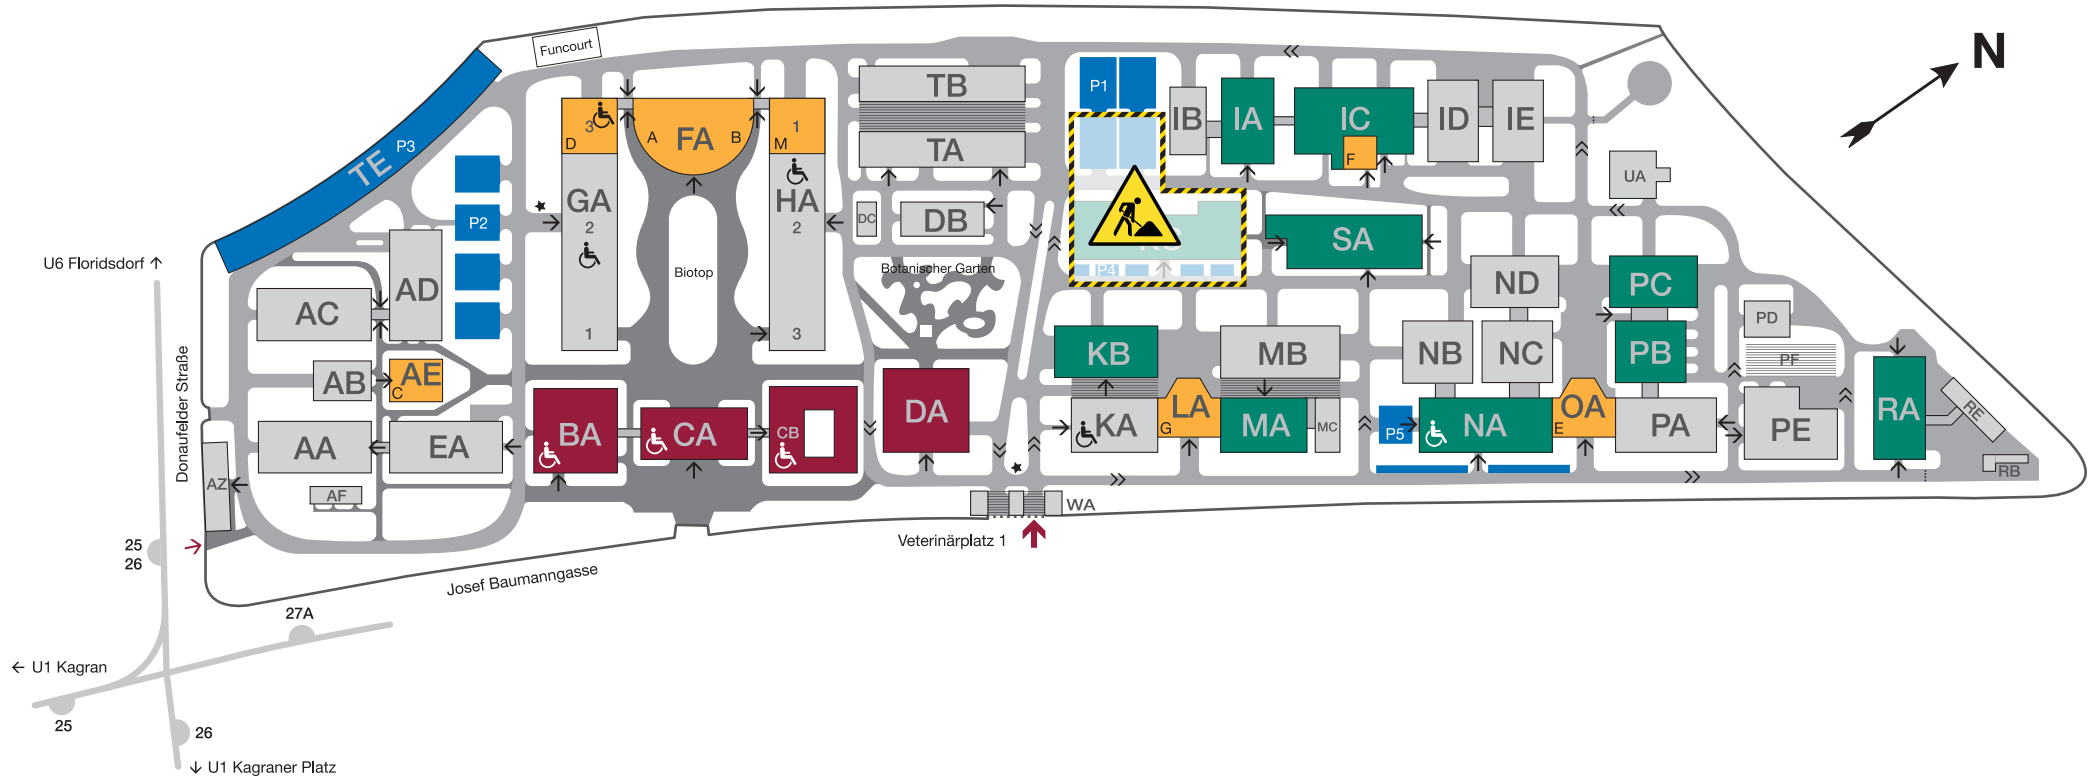 N
Funcourt
TE
P3
P2
D
3
GA
2
1
A
FA
B
Biotop
1
M
HA
2
3
TB
TA
DC
DB
Botanischer Garten
P1
P4
IB
IA
IC
F
ID
IE
UA
SA
ND
PC
PD
KB
MB
NB
NC
PB
PF
U6 Floridsdorf
AC
AD
AB
AE
C
AA
EA
AZ
AF
Donaufelder Straße
BA
CA
CB
DA
KA
LA
G
MA
MC
P5
NA
OA
E
PA
PE
RA
RE
RB
WA
Veterinärplatz 1
Josef Baumanngasse
25
26
27A
U1 Kagran
25
26
U1 Kagraner Platz